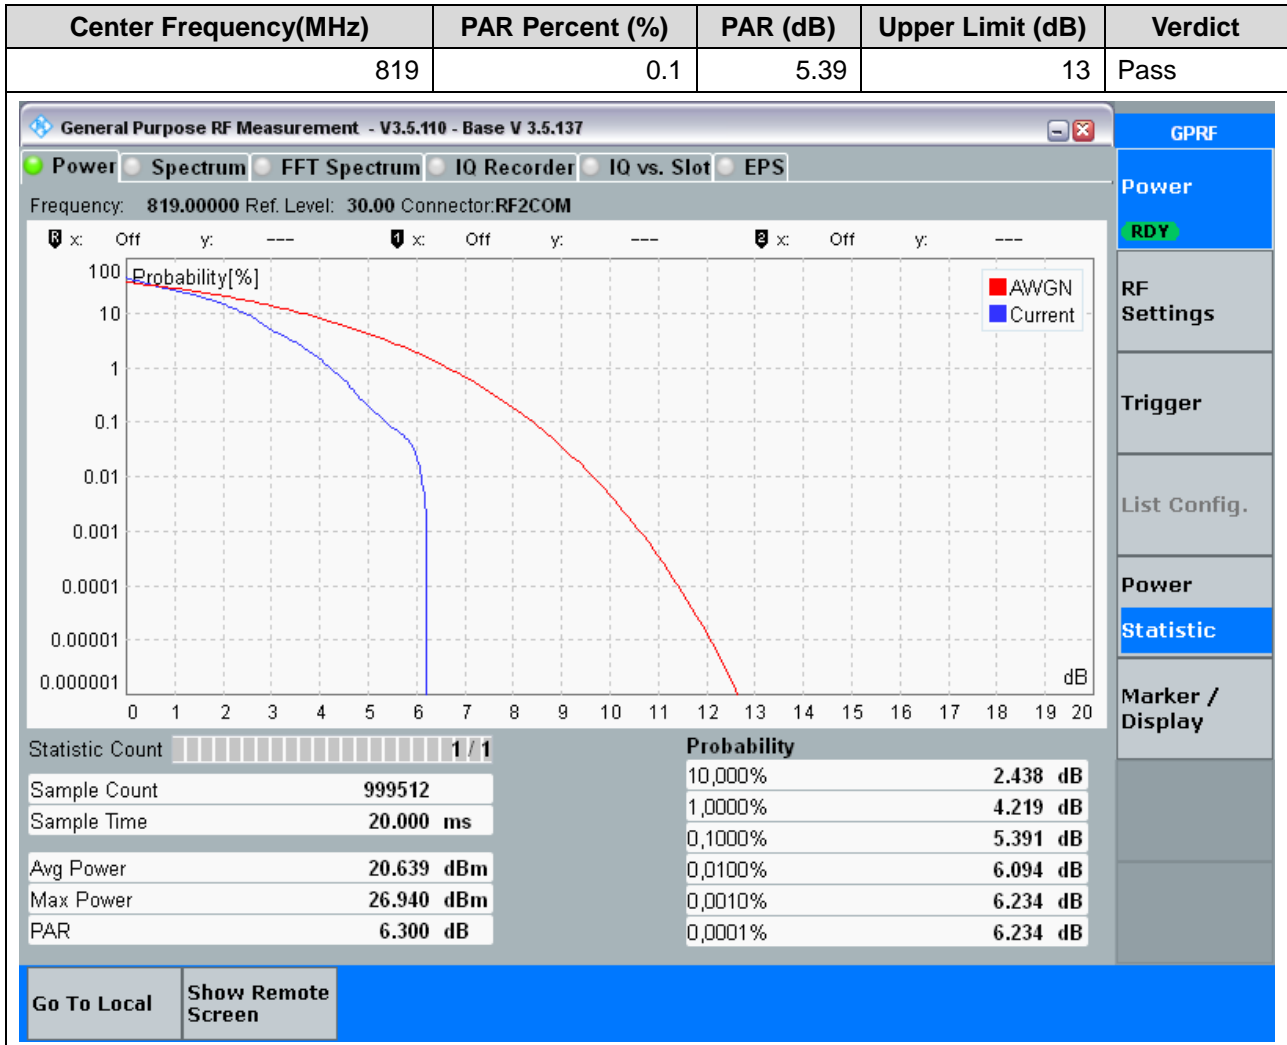 Center Frequency(MHz) PAR Percent (%) PAR (dB) Upper Limit (dB) Verdict
819 0.1 5.39 13 Pass
General Purpose RF Measurement - V3.5.110 - Base V 3.5.137
GPRF
Power Spectrum FFT Spectrum IQ Recorder IQ vs. Slot EPS
Frequency: 819.00000 Ref. Level: 30.00 Connector:RF2COM
R x: Off y: --- 1 x: Off y: --- 2 x: Off y: ---
Probability[%]
100
10
1
0.1
0.01
0.001
0.0001
0.00001
0.000001
AWGN
Current
dB
0 1 2 3 4 5 6 7 8 9 10 11 12 13 14 15 16 17 18 19 20
Statistic Count 1 / 1
Sample Count 999512
Sample Time 20.000 ms
Avg Power 20.639 dBm
Max Power 26.940 dBm
PAR 6.300 dB
Probability
10,000% 2.438 dB
1,0000% 4.219 dB
0,1000% 5.391 dB
0,0100% 6.094 dB
0,0010% 6.234 dB
0,0001% 6.234 dB
Power
RDY
RF
Settings
Trigger
List Config.
Power
Statistic
Marker /
Display
Go To Local
Show Remote
Screen